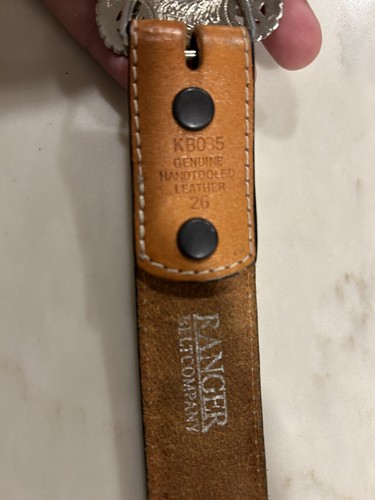 KB035
GENUINE
HANDTOOLED
LEATHER
26
RANGER
BELT COMPANY